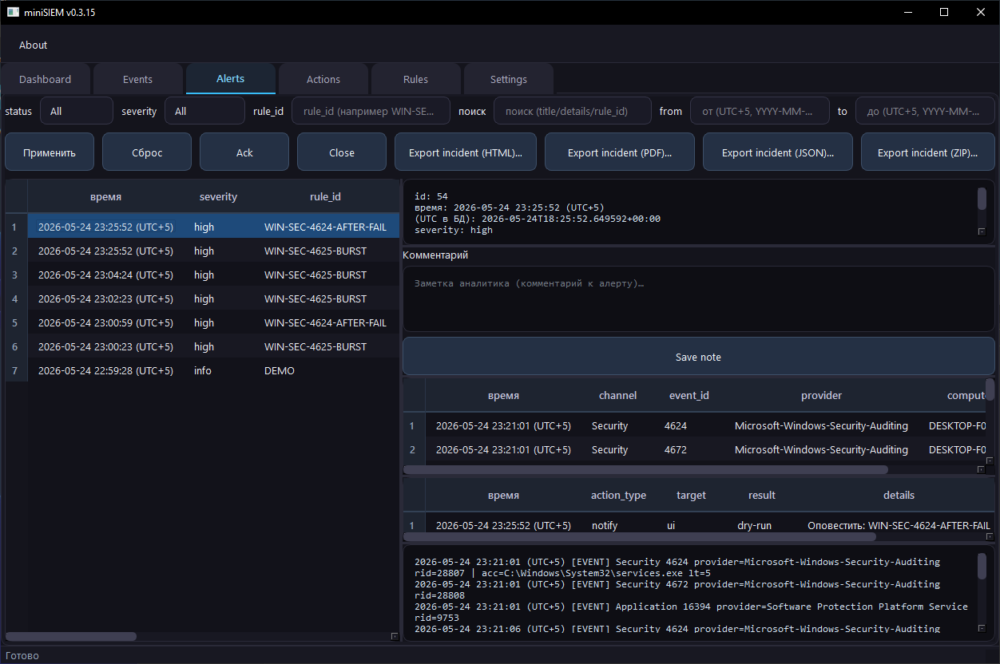 miniSIEM v0.3.15
About
Dashboard Events Alerts Actions Rules Settings
status All severity All rule_id rule_id (например WIN-SE... поиск поиск (title/details/rule_id) from от (UTC+5, YYYY-MM-... to до (UTC+5, YYYY-MM-...
Применить Сброс Ack Close Export incident (HTML)... Export incident (PDF)... Export incident (JSON)... Export incident (ZIP)...
время severity rule_id
1 2026-05-24 23:25:52 (UTC+5) high WIN-SEC-4624-AFTER-FAIL
2 2026-05-24 23:25:52 (UTC+5) high WIN-SEC-4625-BURST
3 2026-05-24 23:04:24 (UTC+5) high WIN-SEC-4625-BURST
4 2026-05-24 23:02:23 (UTC+5) high WIN-SEC-4625-BURST
5 2026-05-24 23:00:59 (UTC+5) high WIN-SEC-4624-AFTER-FAIL
6 2026-05-24 23:00:23 (UTC+5) high WIN-SEC-4625-BURST
7 2026-05-24 22:59:28 (UTC+5) info DEMO
id: 54
время: 2026-05-24 23:25:52 (UTC+5)
(UTC в БД): 2026-05-24T18:25:52.649592+00:00
severity: high
Комментарий
Заметка аналитика (комментарий к алерту)…
Save note
время channel event_id provider comput
1 2026-05-24 23:21:01 (UTC+5) Security 4624 Microsoft-Windows-Security-Auditing DESKTOP-F0
2 2026-05-24 23:21:01 (UTC+5) Security 4672 Microsoft-Windows-Security-Auditing DESKTOP-F0
время action_type target result details
1 2026-05-24 23:25:52 (UTC+5) notify ui dry-run Оповестить: WIN-SEC-4624-AFTER-FAIL
2026-05-24 23:21:01 (UTC+5) [EVENT] Security 4624 provider=Microsoft-Windows-Security-Auditing
rid=28807 | acc=C:\Windows\System32\services.exe lt=5
2026-05-24 23:21:01 (UTC+5) [EVENT] Security 4672 provider=Microsoft-Windows-Security-Auditing
rid=28808
2026-05-24 23:21:01 (UTC+5) [EVENT] Application 16394 provider=Software Protection Platform Service
rid=9753
2026-05-24 23:21:06 (UTC+5) [EVENT] Security 4624 provider=Microsoft-Windows-Security-Auditing
Готово